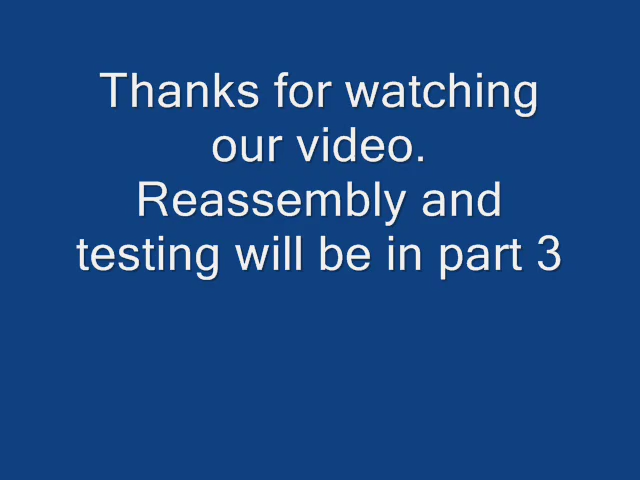 Thanks for watching
our video.
Reassembly and
testing will be in part 3